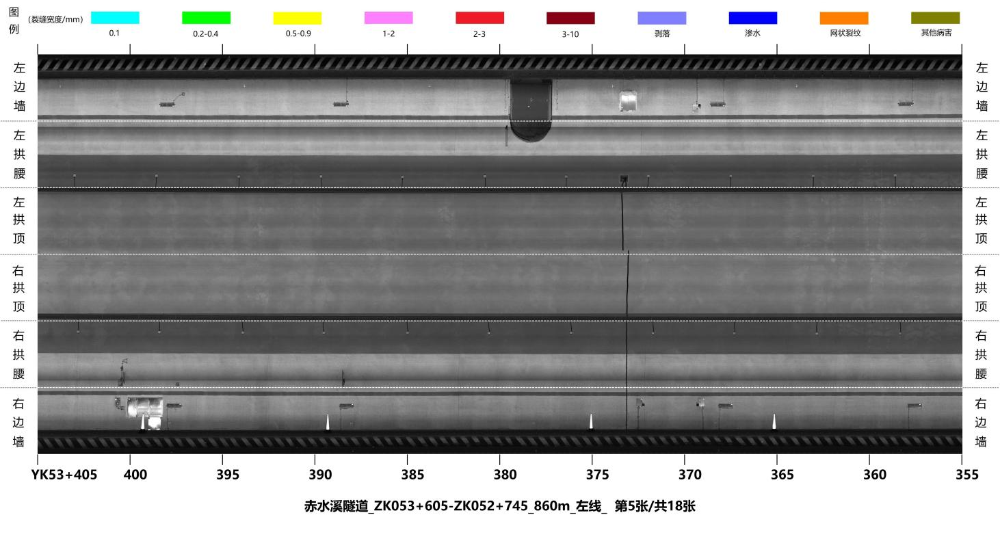 图例
(裂缝宽度/mm)
0.1
0.2-0.4
0.5-0.9
1-2
2-3
3-10
剥落
渗水
网状裂纹
其他病害
左边墙
左边墙
左拱腰
左拱腰
左拱顶
左拱顶
右拱顶
右拱顶
右拱腰
右拱腰
右边墙
右边墙
YK53+405 400 395 390 385 380 375 370 365 360 355
赤水溪隧道_ZK053+605-ZK052+745_860m_左线_ 第5张/共18张